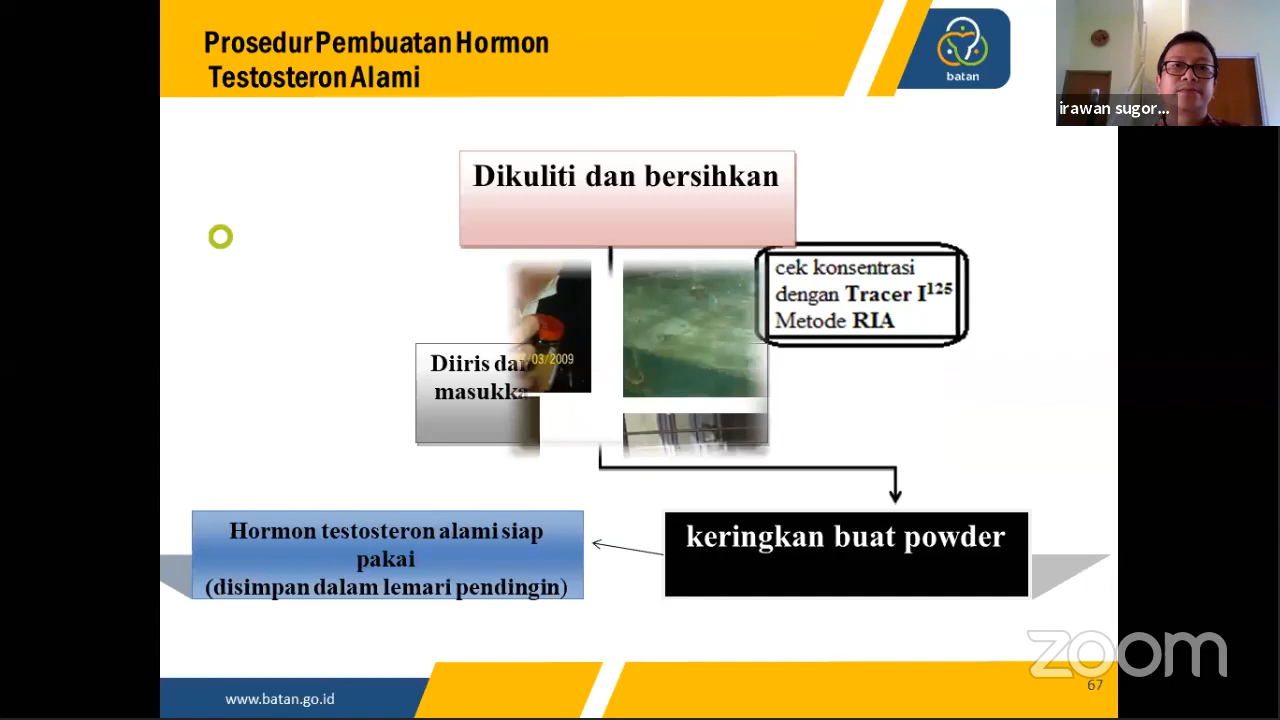 Prosedur Pembuatan Hormon
Testosteron Alami
batan
irawan sugor...
Dikuliti dan bersihkan
cek konsentrasi
dengan Tracer I¹²⁵
Metode RIA
/03/2009
Diiris dan
masukka
keringkan buat powder
Hormon testosteron alami siap
pakai
(disimpan dalam lemari pendingin)
zoom
67
www.batan.go.id